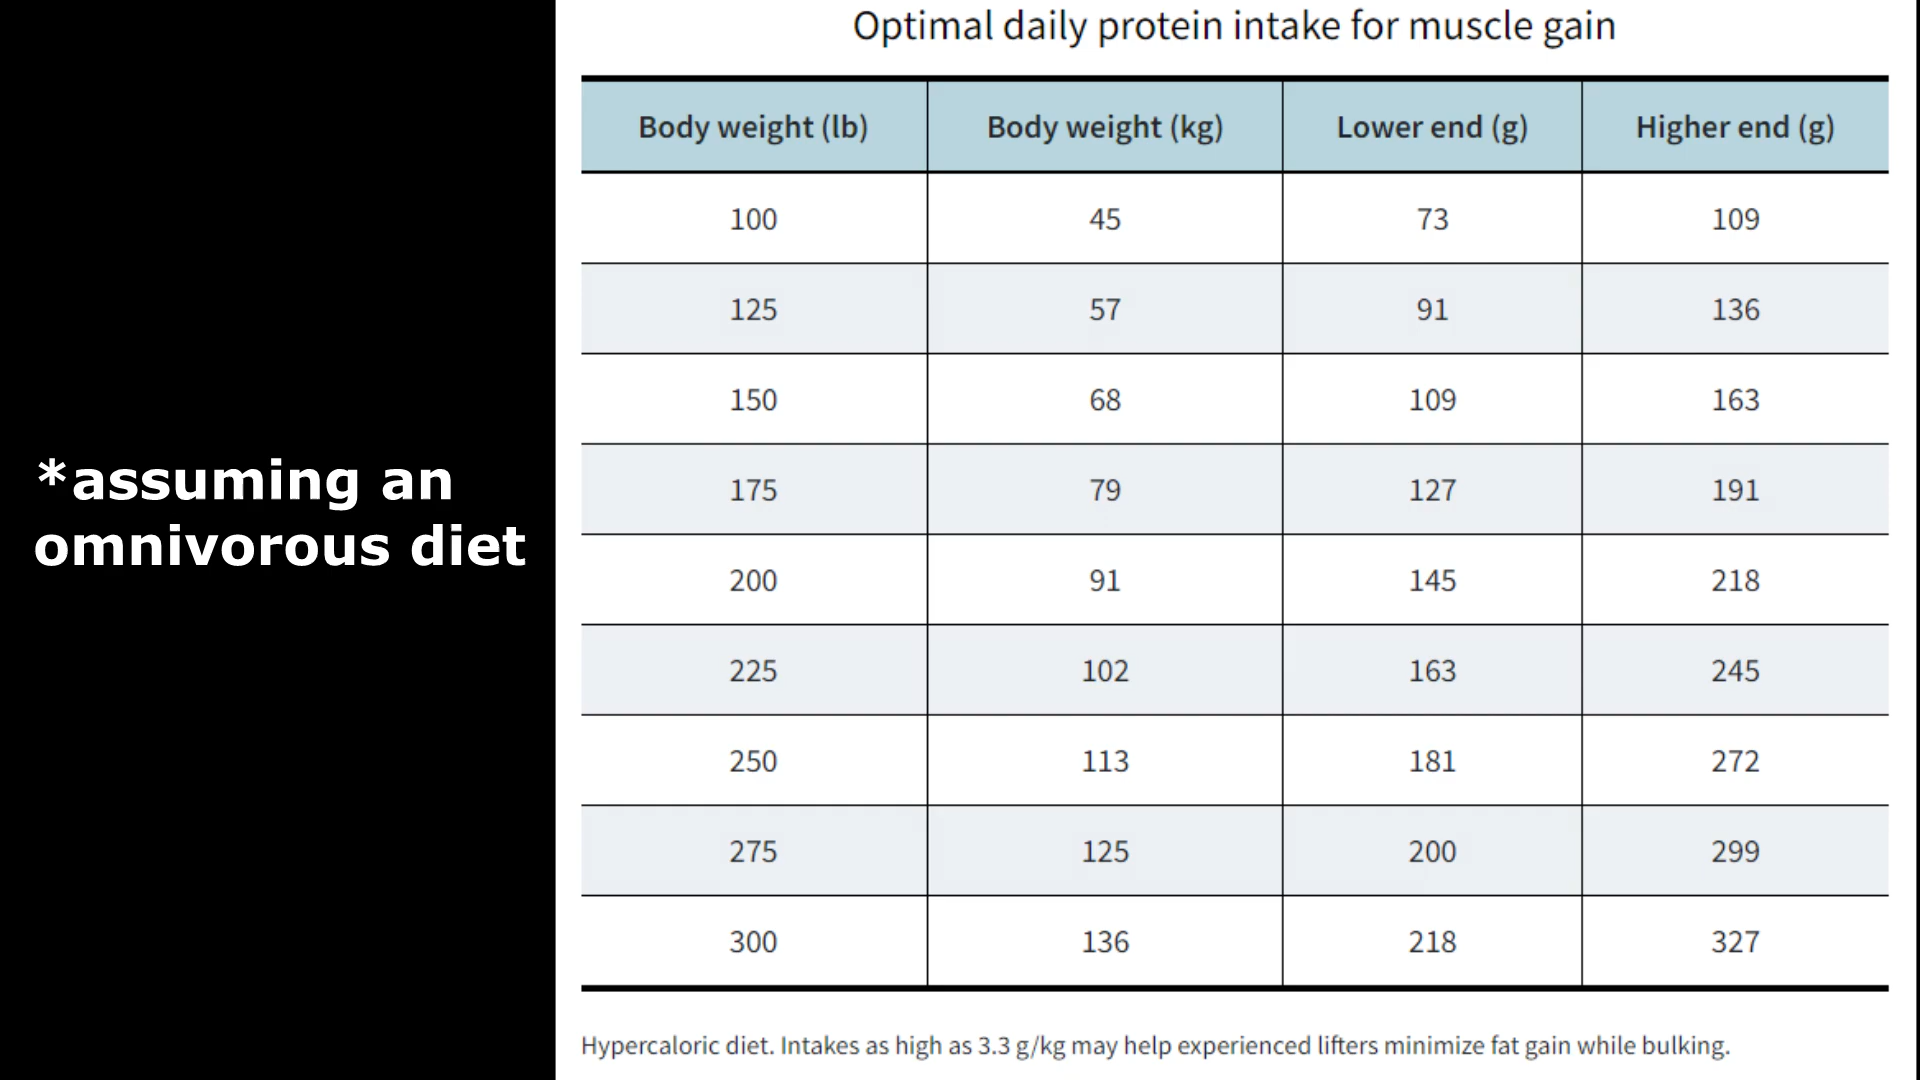 *assuming an
omnivorous diet
Optimal daily protein intake for muscle gain
Body weight (lb) Body weight (kg) Lower end (g) Higher end (g)
100 45 73 109
125 57 91 136
150 68 109 163
175 79 127 191
200 91 145 218
225 102 163 245
250 113 181 272
275 125 200 299
300 136 218 327
Hypercaloric diet. Intakes as high as 3.3 g/kg may help experienced lifters minimize fat gain while bulking.